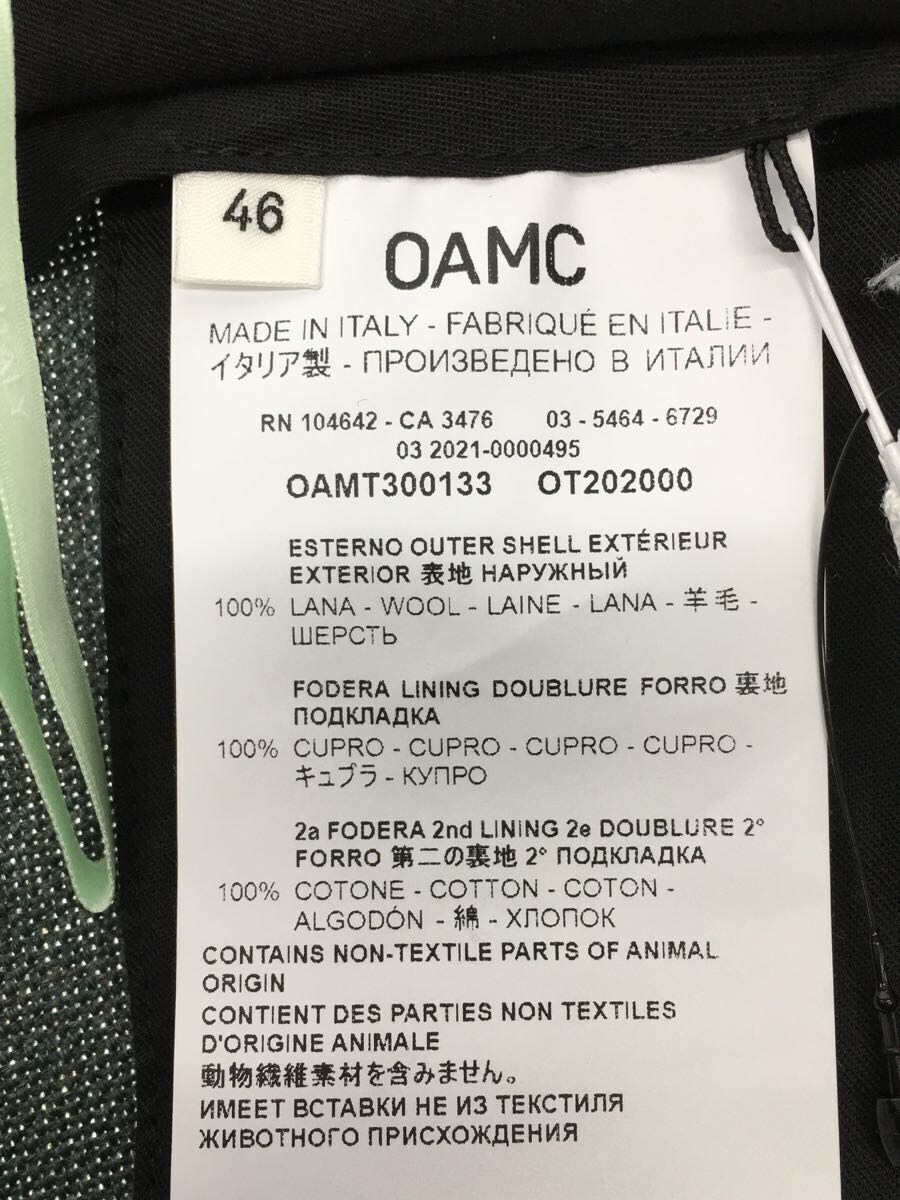 46
OAMC
MADE IN ITALY - FABRIQUÉ EN ITALIE -
イタリア製 - ПРОИЗВЕДЕНО В ИТАЛИИ
RN 104642 - CA 3476 03 - 5464 - 6729
03 2021-0000495
OAMT300133 OT202000
ESTERNO OUTER SHELL EXTÉRIEUR
EXTERIOR 表地 НАРУЖНЫЙ
100% LANA - WOOL - LAINE - LANA - 羊毛 -
ШЕРСТЬ
FODERA LINING DOUBLURE FORRO 裏地
ПОДКЛАДКА
100% CUPRO - CUPRO - CUPRO - CUPRO -
キュプラ - КУПРО
2a FODERA 2nd LINING 2e DOUBLURE 2°
FORRO 第二の裏地 2° ПОДКЛАДКА
100% COTONE - COTTON - COTON -
ALGODÓN - 綿 - ХЛОПОК
CONTAINS NON-TEXTILE PARTS OF ANIMAL
ORIGIN
CONTIENT DES PARTIES NON TEXTILES
D'ORIGINE ANIMALE
動物繊維素材を含みません。
ИМЕЕТ ВСТАВКИ НЕ ИЗ ТЕКСТИЛЯ
ЖИВОТНОГО ПРИСХОЖДЕНИЯ